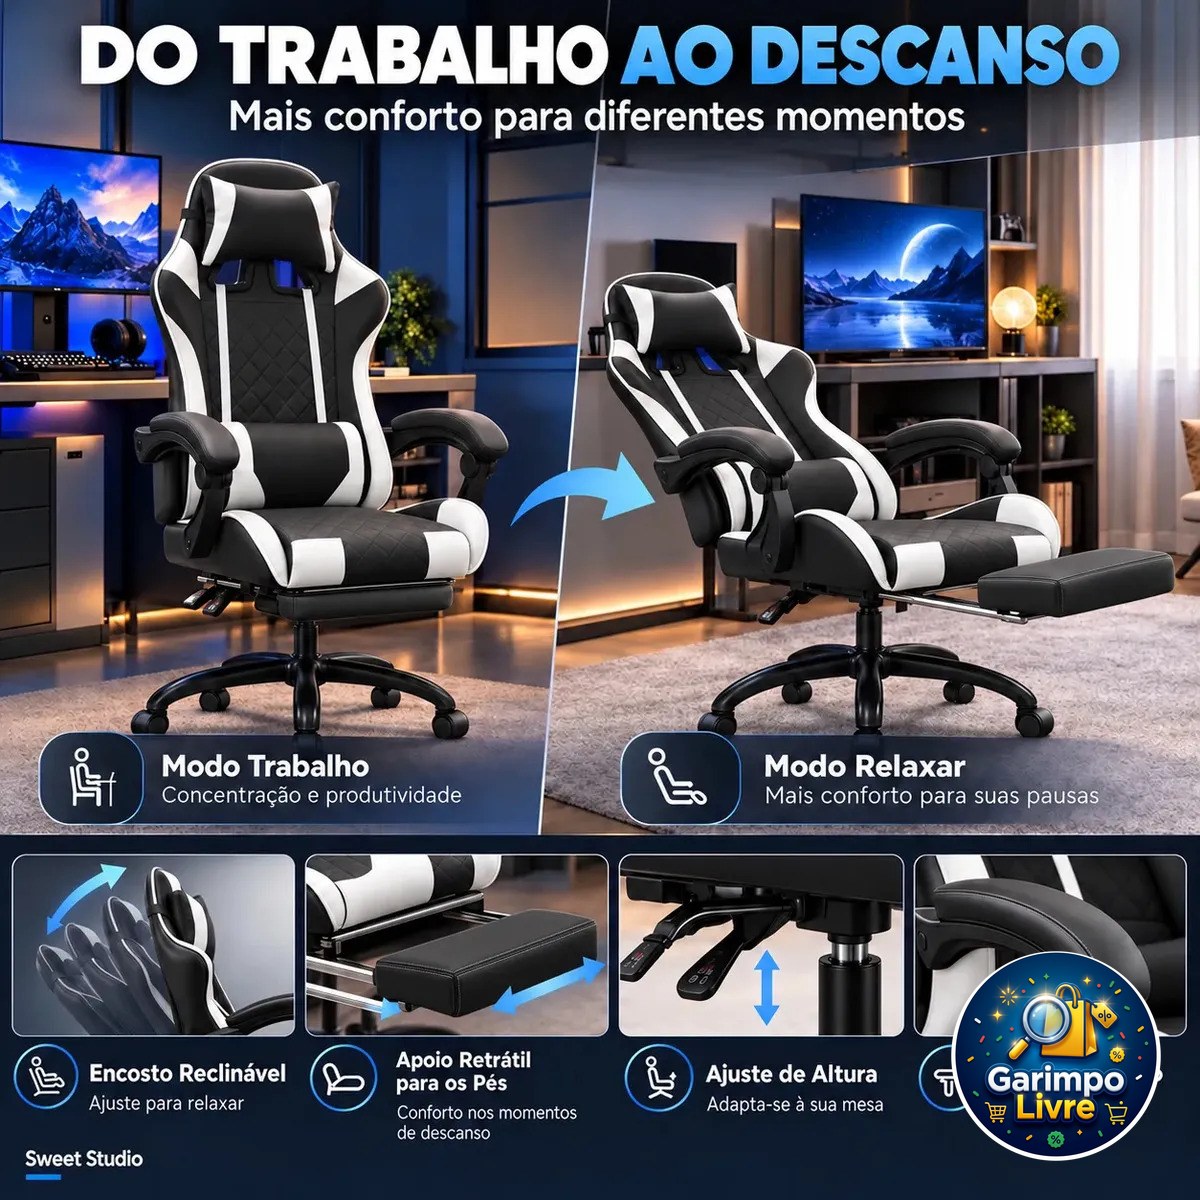 DO TRABALHO AO DESCANSO
Mais conforto para diferentes momentos
Modo Trabalho
Concentração e produtividade
Modo Relaxar
Mais conforto para suas pausas
Encosto Reclinável
Ajuste para relaxar
Apoio Retrátil
para os Pés
Conforto nos momentos
de descanso
Ajuste de Altura
Adapta-se à sua mesa
Garimpo
Livre
Sweet Studio